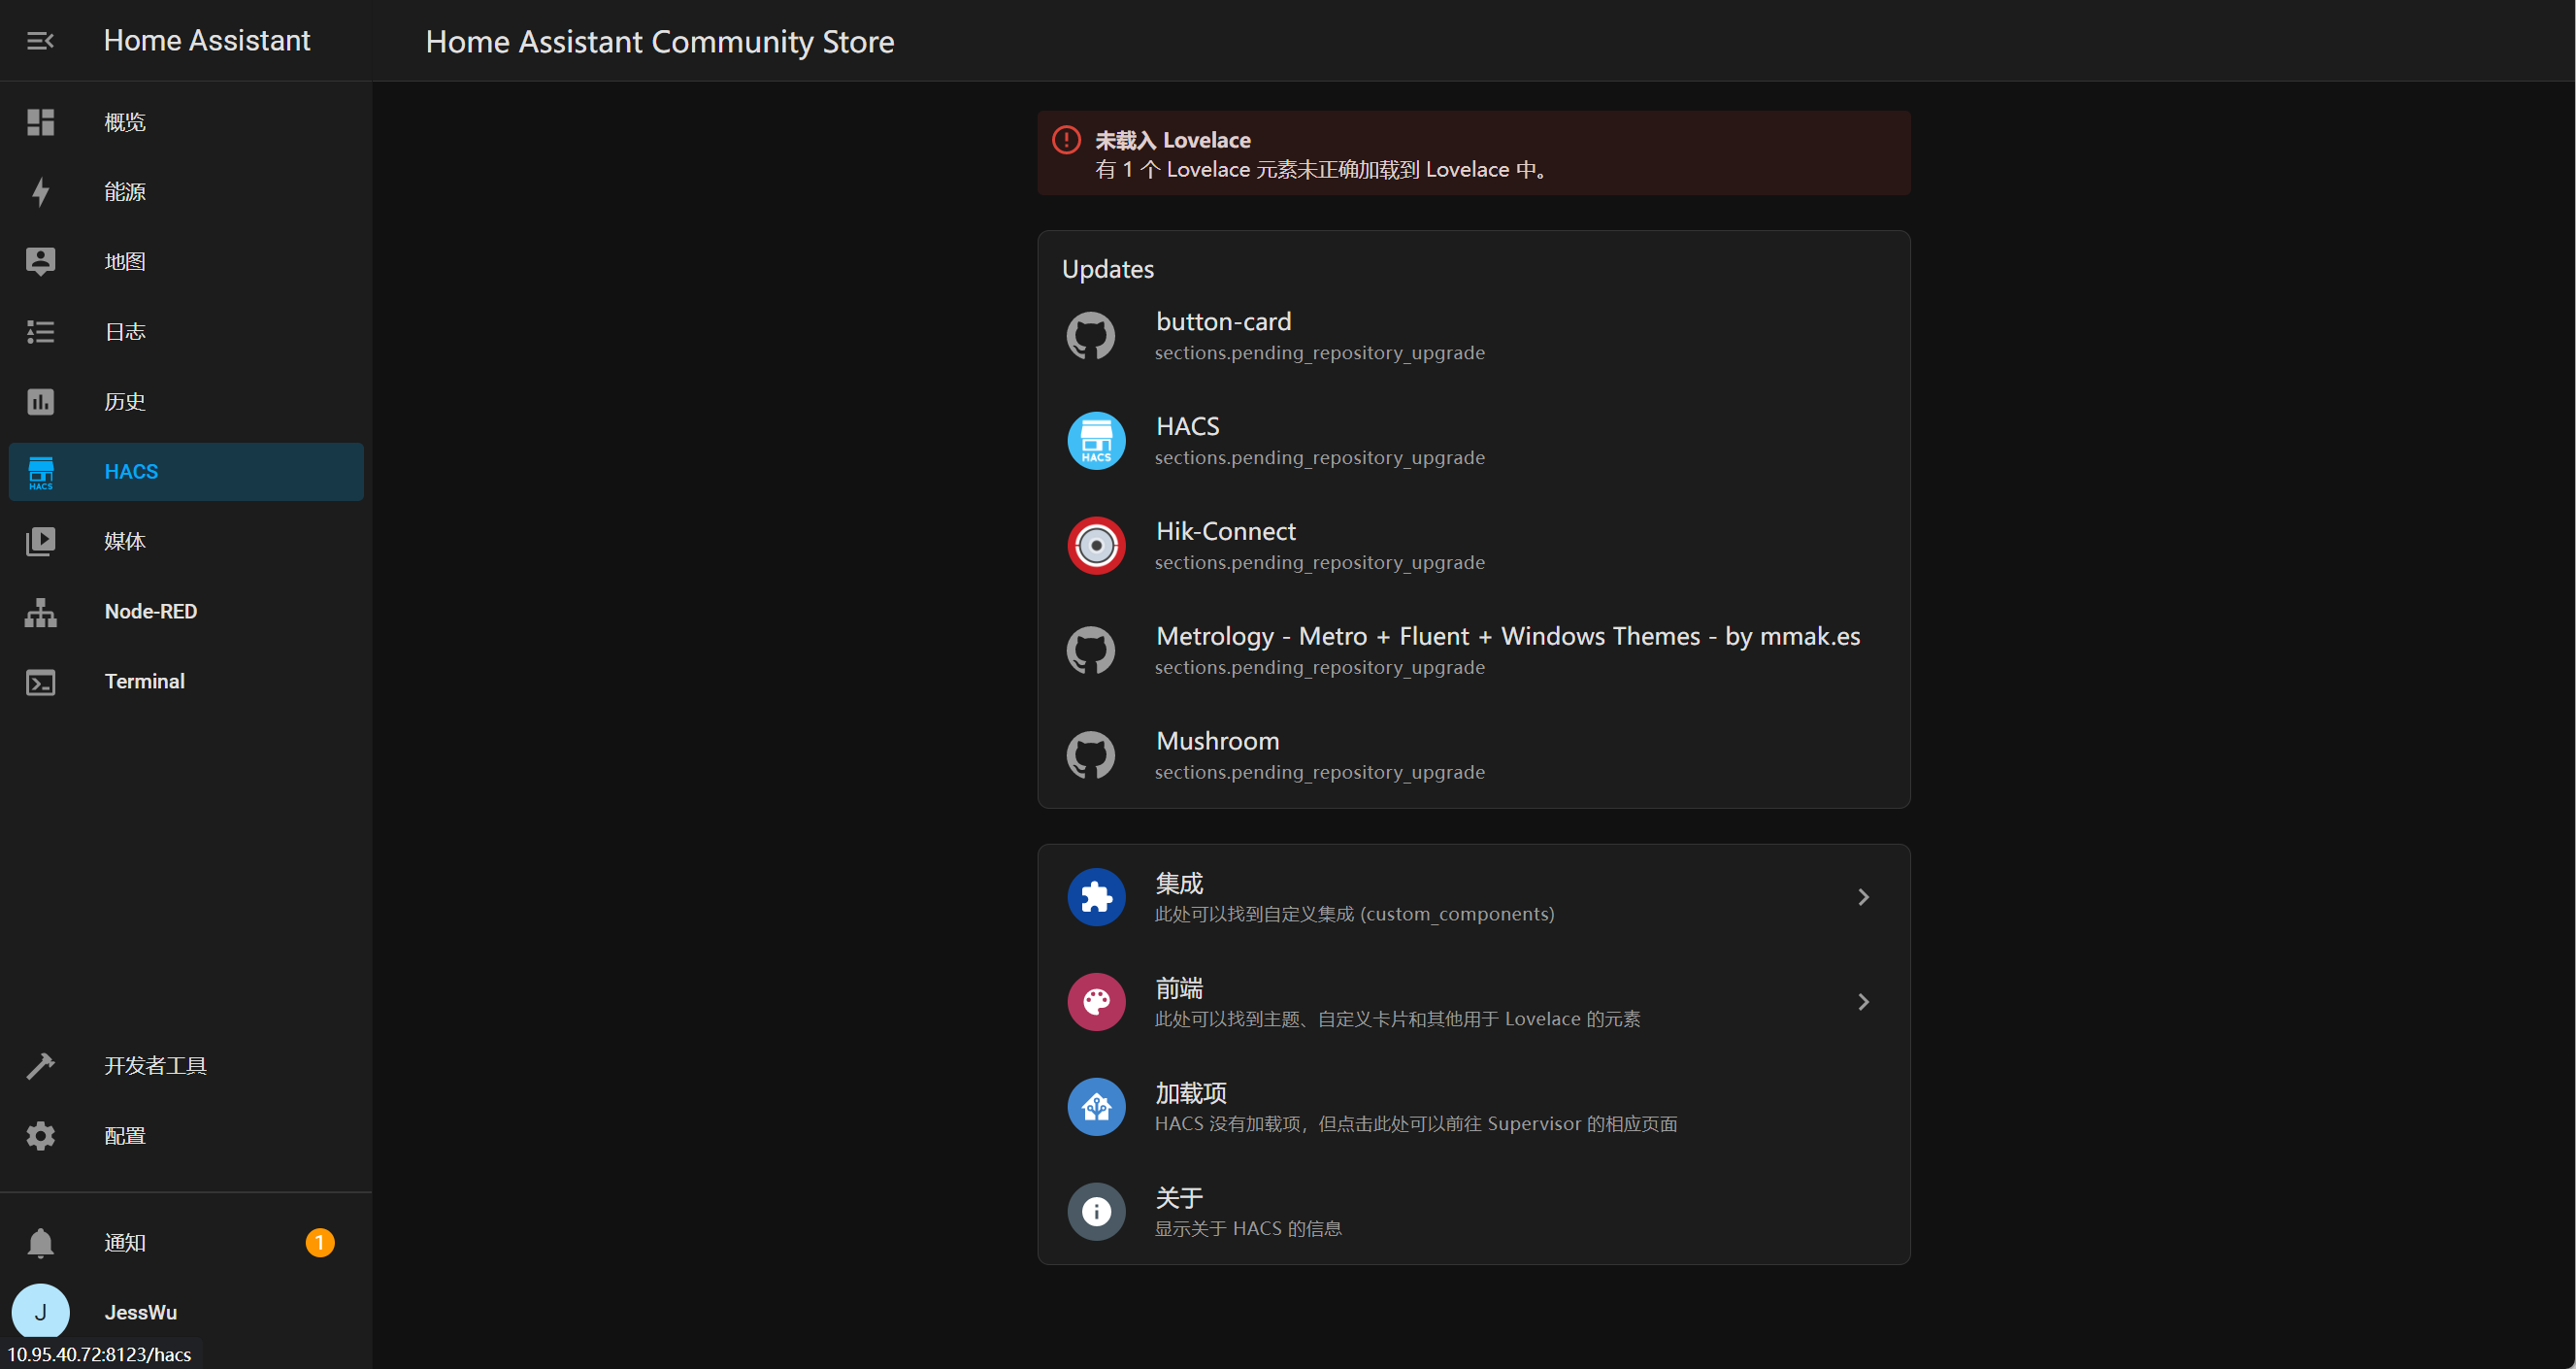 Home Assistant
概览
能源
地图
日志
历史
HACS
HACS
媒体
Node-RED
Terminal
开发者工具
配置
通知
1
J
JessWu
10.95.40.72:8123/hacs
Home Assistant Community Store
未载入 Lovelace
有 1 个 Lovelace 元素未正确加载到 Lovelace 中。
Updates
button-card
sections.pending_repository_upgrade
HACS
HACS
sections.pending_repository_upgrade
Hik-Connect
sections.pending_repository_upgrade
Metrology - Metro + Fluent + Windows Themes - by mmak.es
sections.pending_repository_upgrade
Mushroom
sections.pending_repository_upgrade
集成
此处可以找到自定义集成 (custom_components)
前端
此处可以找到主题、自定义卡片和其他用于 Lovelace 的元素
加载项
HACS 没有加载项，但点击此处可以前往 Supervisor 的相应页面
关于
显示关于 HACS 的信息